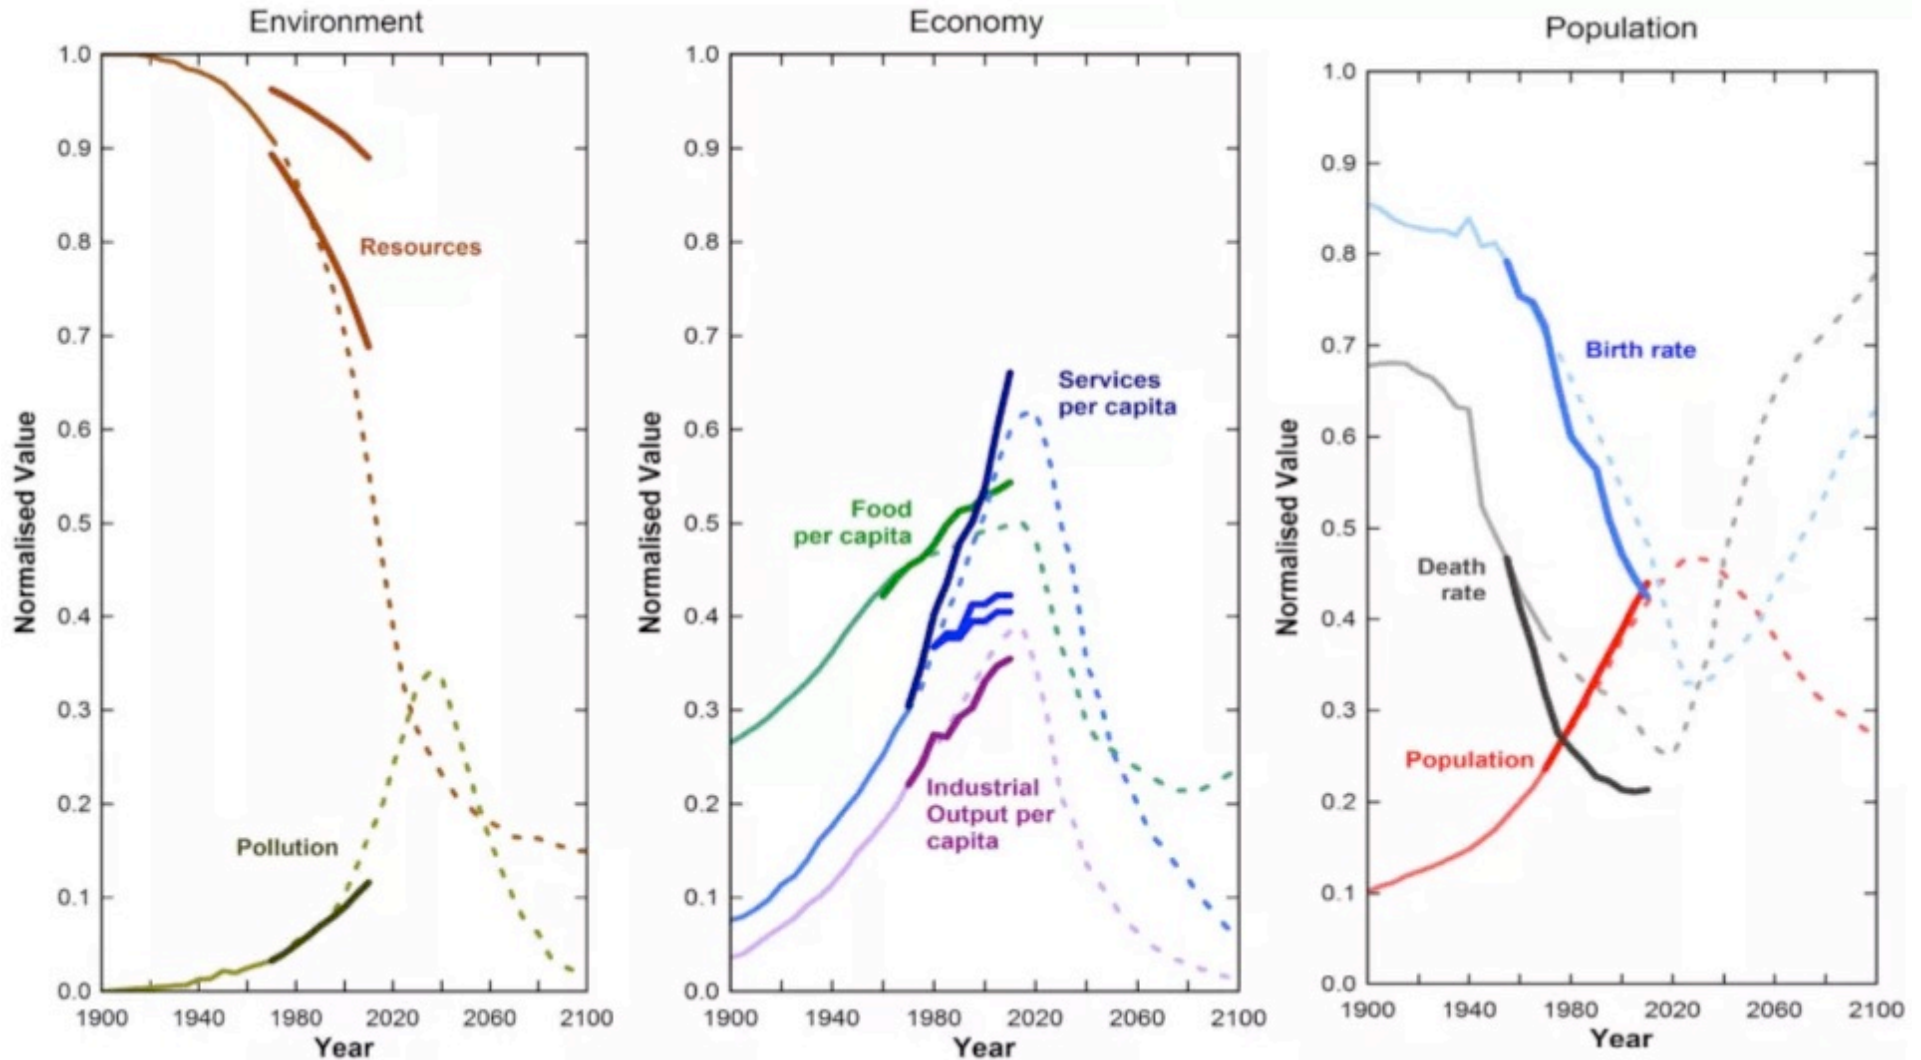 Environment
1.0
0.9
0.8
0.7
0.6
0.5
0.4
0.3
0.2
0.1
0.0
Normalised Value
Resources
Pollution
1900 1940 1980 2020 2060 2100
Year
Economy
1.0
0.9
0.8
0.7
0.6
0.5
0.4
0.3
0.2
0.1
0.0
Normalised Value
Services
per capita
Food
per capita
Industrial
Output per
capita
1900 1940 1980 2020 2060 2100
Year
Population
1.0
0.9
0.8
0.7
0.6
0.5
0.4
0.3
0.2
0.1
0.0
Normalised Value
Birth rate
Death
rate
Population
1900 1940 1980 2020 2060 2100
Year